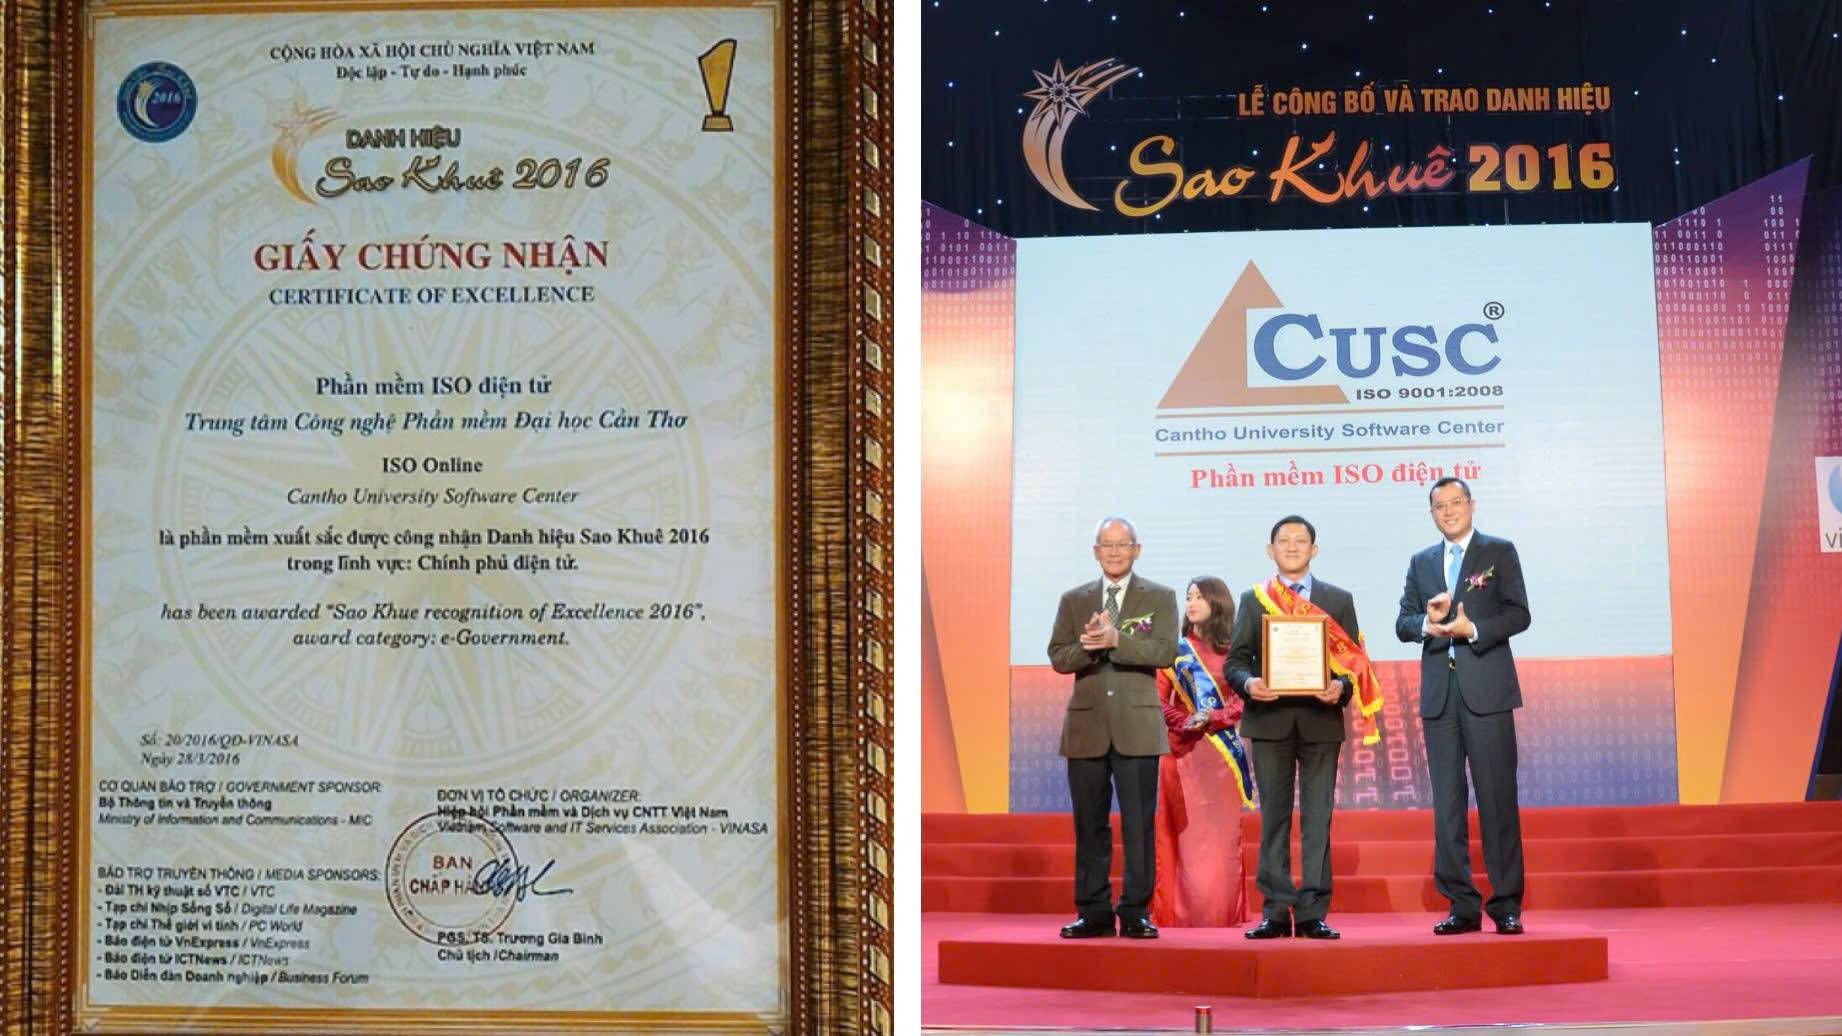 CỘNG HÒA XÃ HỘI CHỦ NGHĨA VIỆT NAM
Độc lập - Tự do - Hạnh phúc
2016
DANH HIỆU
Sao Khuê 2016
GIẤY CHỨNG NHẬN
CERTIFICATE OF EXCELLENCE
Phần mềm ISO điện tử
Trung tâm Công nghệ Phần mềm Đại học Cần Thơ
ISO Online
Cantho University Software Center
là phần mềm xuất sắc được công nhận Danh hiệu Sao Khuê 2016
trong lĩnh vực: Chính phủ điện tử.
has been awarded “Sao Khue recognition of Excellence 2016”,
award category: e-Government.
Số: 20/2016/QĐ-VINASA
Ngày 28/3/2016
CƠ QUAN BẢO TRỢ / GOVERNMENT SPONSOR:
Bộ Thông tin và Truyền thông
Ministry of Information and Communications - MIC
ĐƠN VỊ TỔ CHỨC / ORGANIZER:
Hiệp hội Phần mềm và Dịch vụ CNTT Việt Nam
Vietnam Software and IT Services Association - VINASA
BAN
CHẤP HÀNH
BẢO TRỢ TRUYỀN THÔNG / MEDIA SPONSORS:
- Đài TH kỹ thuật số VTC / VTC
- Tạp chí Nhịp Sống Số / Digital Life Magazine
- Tạp chí Thế giới vi tính / PC World
- Báo điện tử VnExpress / VnExpress
- Báo điện tử ICTNews / ICTNews
- Báo Diễn đàn Doanh nghiệp / Business Forum
PGS. TS. Trương Gia Bình
Chủ tịch /Chairman
LỄ CÔNG BỐ VÀ TRAO DANH HIỆU
Sao Khuê 2016
CUSC®
ISO 9001:2008
Cantho University Software Center
Phần mềm ISO điện tử